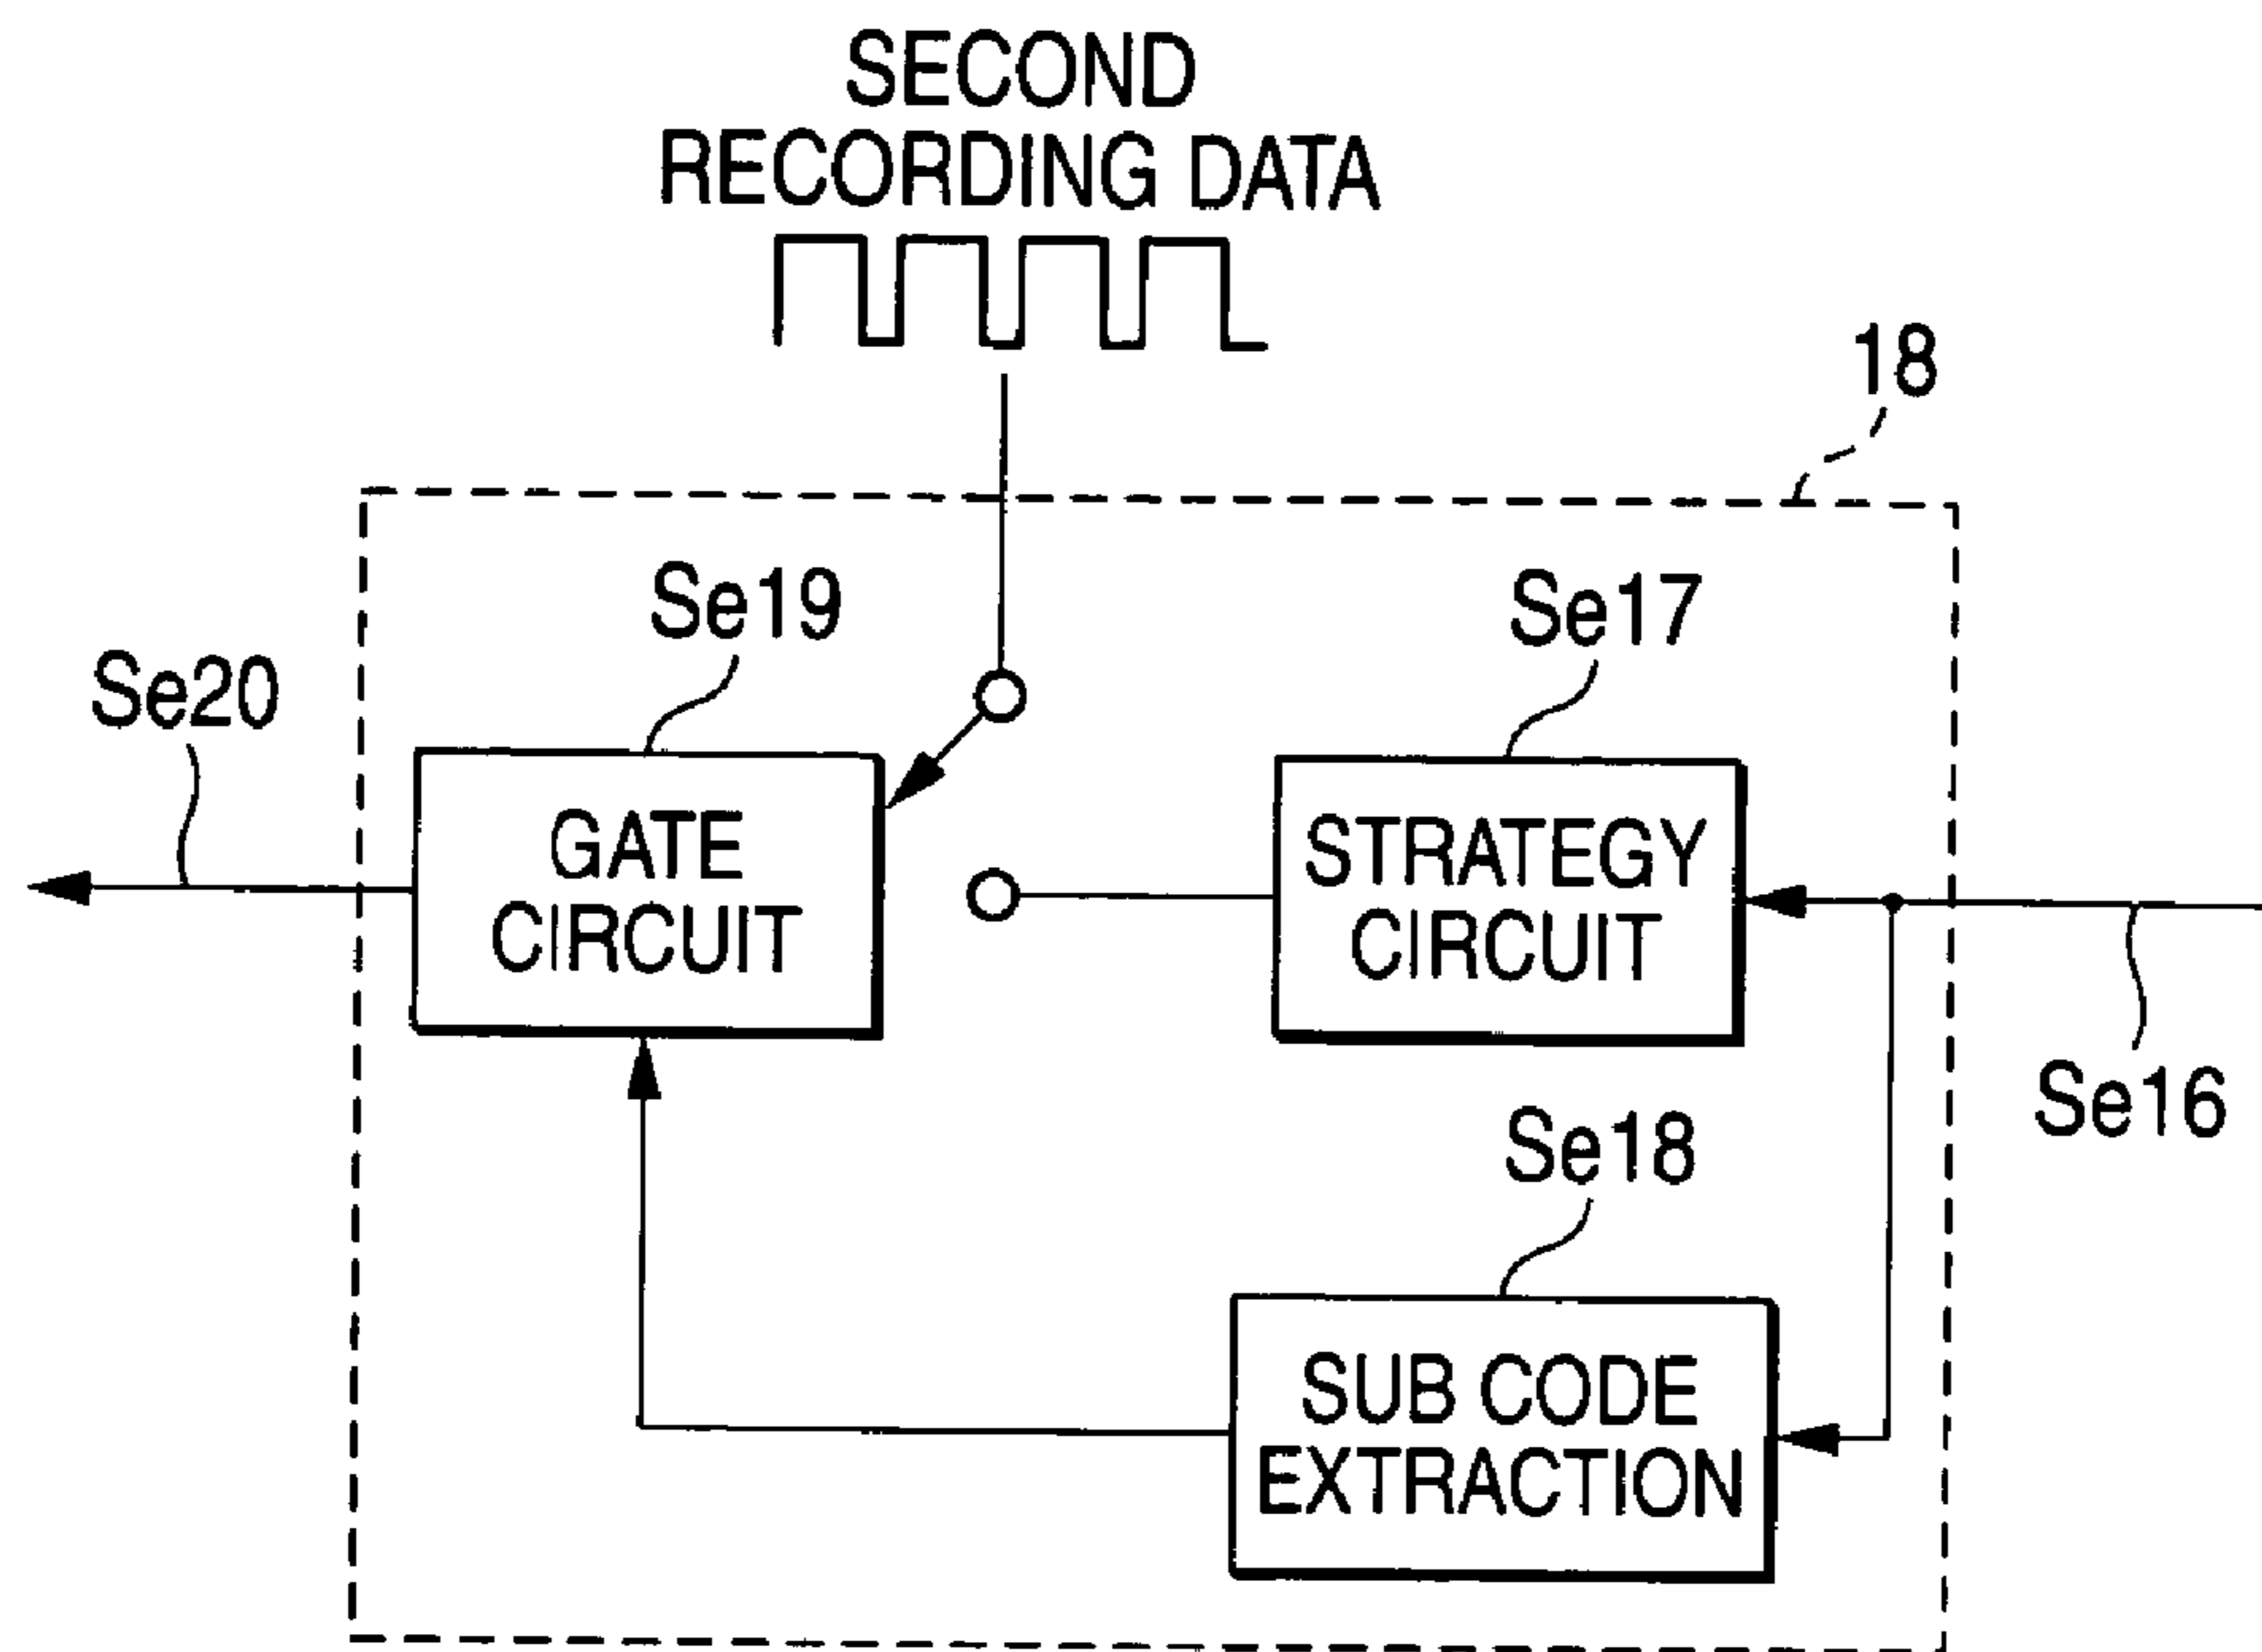 SECOND
RECORDING DATA
18
Se19
Se17
Se20
GATE
CIRCUIT
STRATEGY
CIRCUIT
Se16
Se18
SUB CODE
EXTRACTION